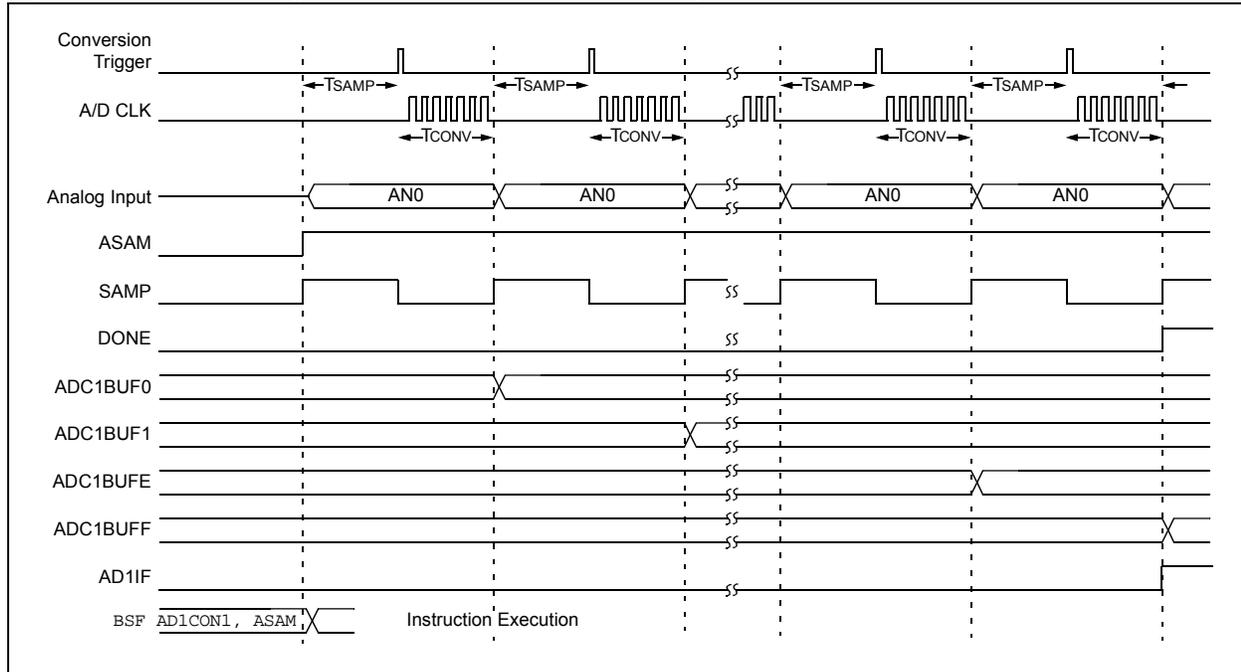 Conversion
Trigger
TSAMP TSAMP TSAMP TSAMP
A/D CLK
TCONV TCONV TCONV TCONV
Analog Input AN0 AN0 AN0 AN0
ASAM
SAMP
DONE
ADC1BUF0
ADC1BUF1
ADC1BUFE
ADC1BUFF
AD1IF
BSF AD1CON1, ASAM Instruction Execution